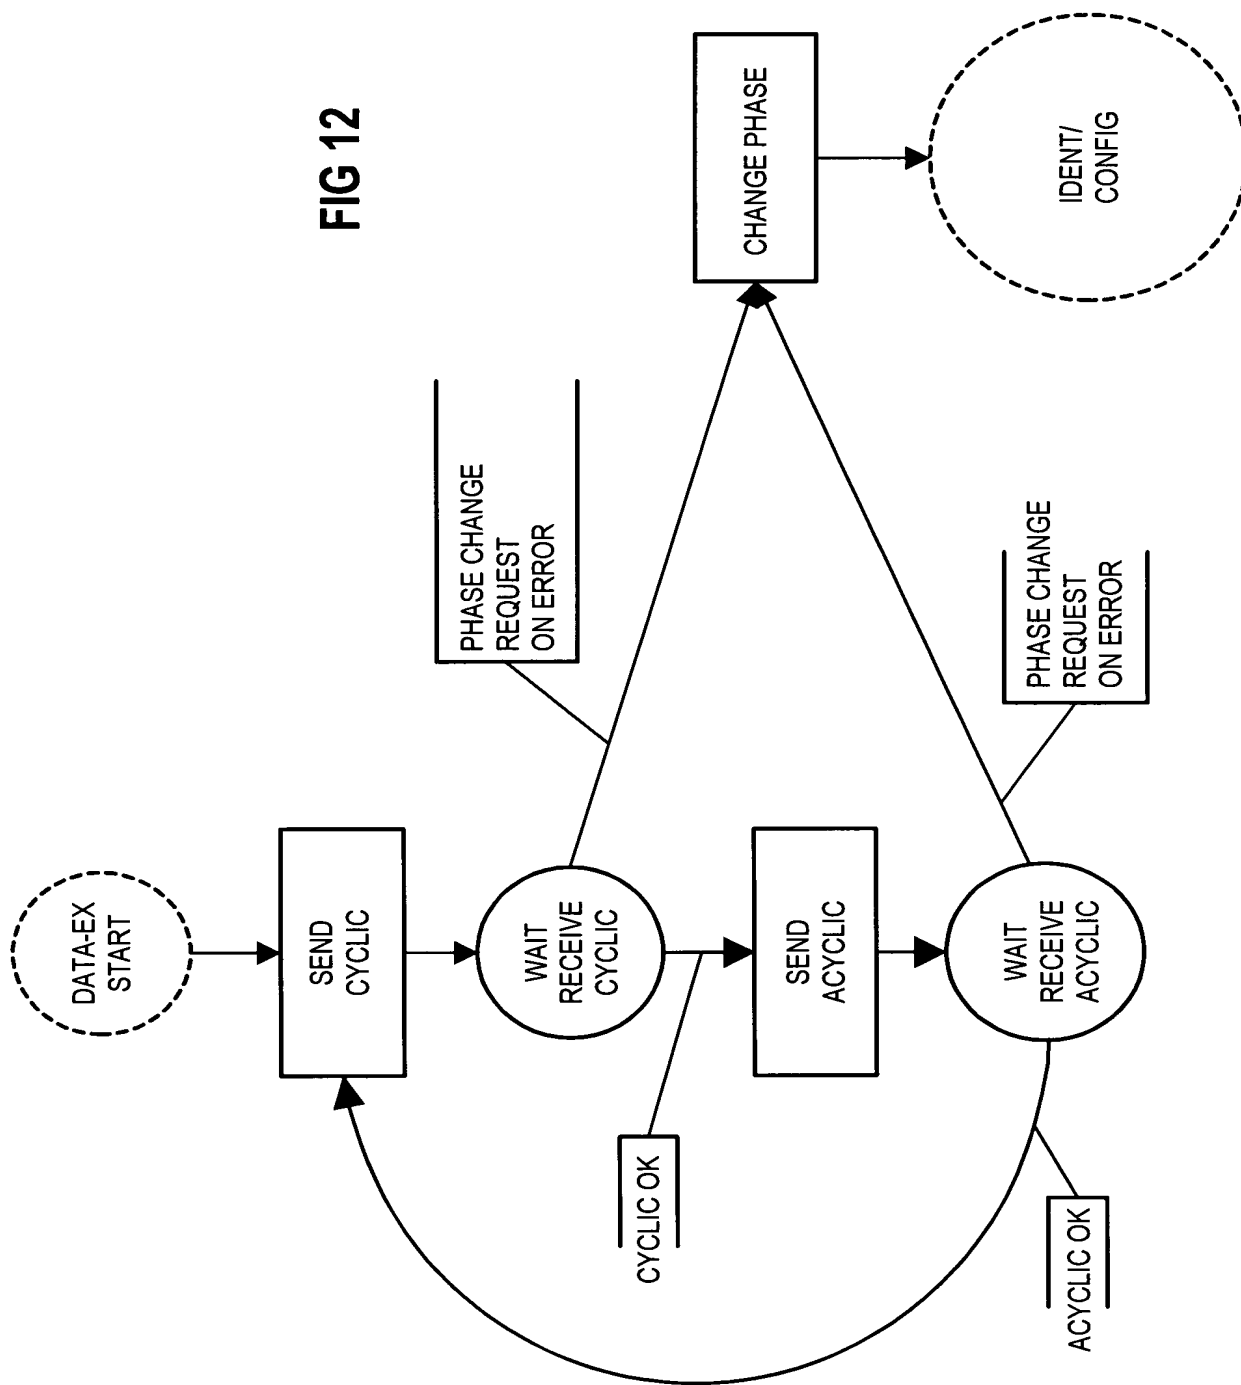 FIG 12
DATA-EX
START
SEND
CYCLIC
WAIT
RECEIVE
CYCLIC
PHASE CHANGE
REQUEST
ON ERROR
CYCLIC OK
SEND
ACYCLIC
WAIT
RECEIVE
ACYCLIC
PHASE CHANGE
REQUEST
ON ERROR
ACYCLIC OK
CHANGE PHASE
IDENT/
CONFIG